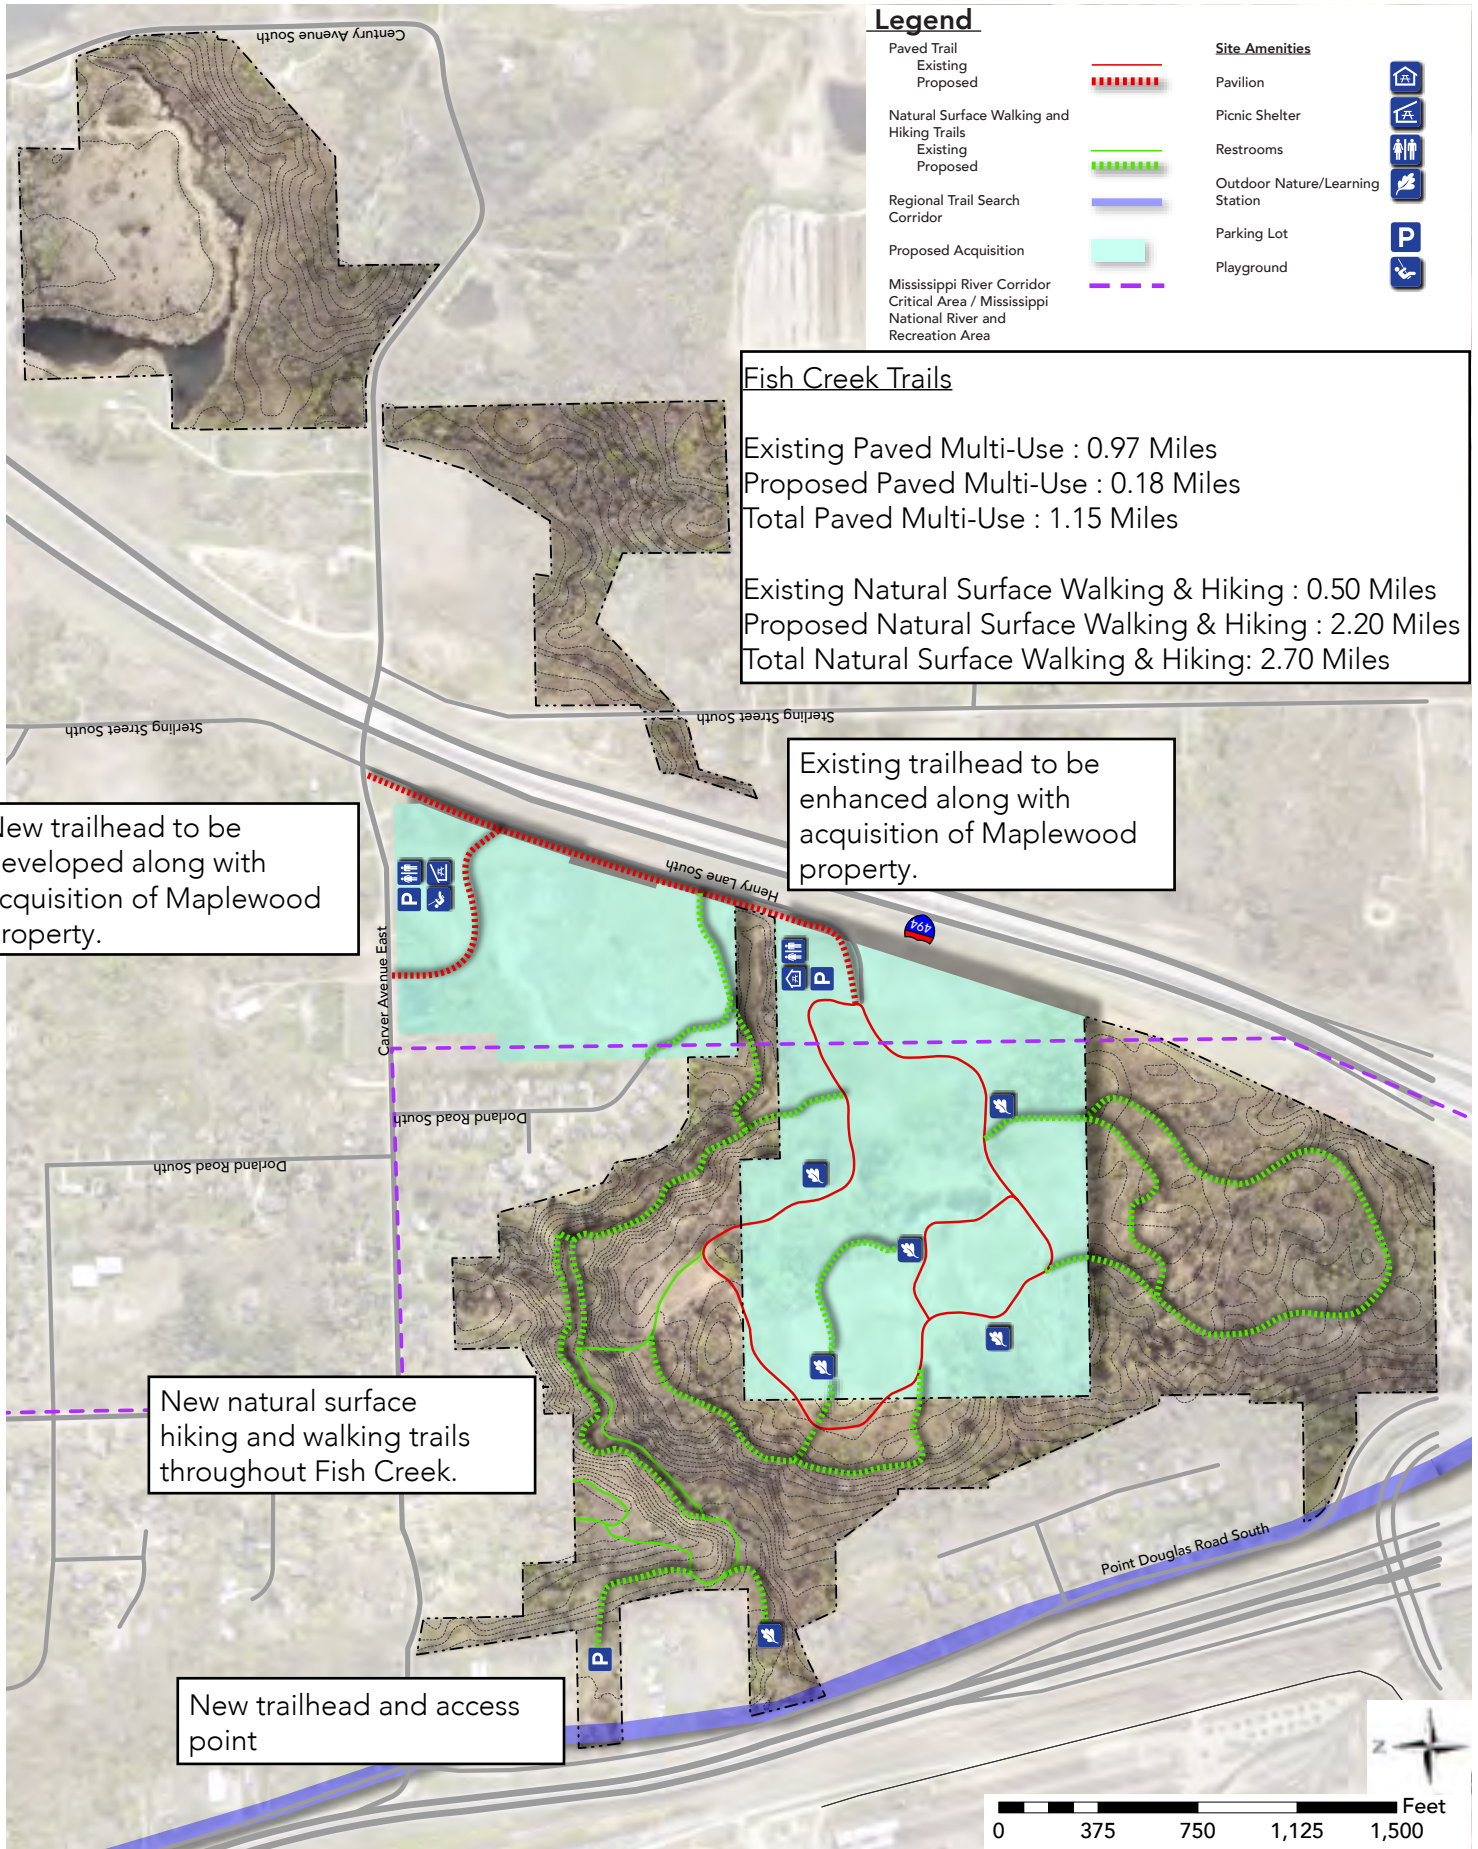 Century Avenue South
Legend
Paved Trail
Existing
Proposed
Natural Surface Walking and
Hiking Trails
Existing
Proposed
Regional Trail Search
Corridor
Proposed Acquisition
Mississippi River Corridor
Critical Area / Mississippi
National River and
Recreation Area
Site Amenities
Pavilion
Picnic Shelter
Restrooms
Outdoor Nature/Learning
Station
Parking Lot
P
Playground
Fish Creek Trails
Existing Paved Multi-Use : 0.97 Miles
Proposed Paved Multi-Use : 0.18 Miles
Total Paved Multi-Use : 1.15 Miles
Existing Natural Surface Walking & Hiking : 0.50 Miles
Proposed Natural Surface Walking & Hiking : 2.20 Miles
Total Natural Surface Walking & Hiking: 2.70 Miles
Sterling Street South
Sterling Street South
Existing trailhead to be
enhanced along with
acquisition of Maplewood
property.
New trailhead to be
developed along with
acquisition of Maplewood
property.
Henry Lane South
P
494
P
Carver Avenue East
Dorland Road South
Dorland Road South
New natural surface
hiking and walking trails
throughout Fish Creek.
Point Douglas Road South
P
New trailhead and access
point
Z
Feet
0 375 750 1,125 1,500